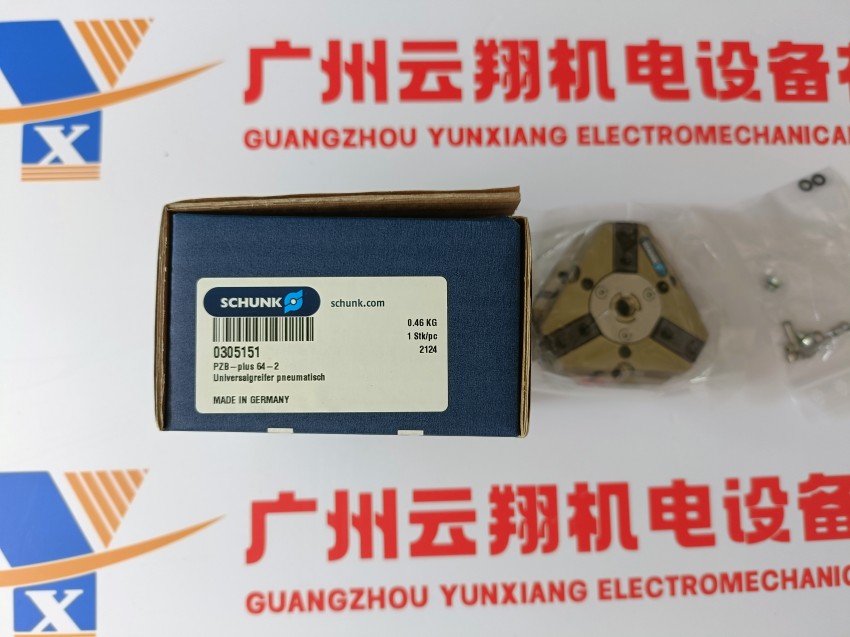 广州云翔机电设备
GUANGZHOU YUNXIANG ELECTROMECHANICAL
X
SCHUNK
schunk.com
0.46 KG
1 Stk/pc
0305151
2124
PZB-plus 64-2
Universalgreifer pneumatisch
MADE IN GERMANY
广州云翔机电设备
X
GUANGZHOU YUNXIANG ELECTROMECHANIC